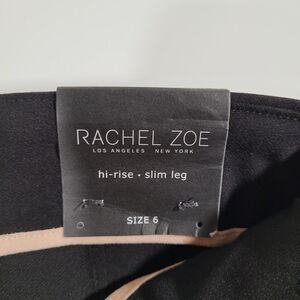 RACHEL ZOE
LOS ANGELES NEW YORK
hi-rise • slim leg
SIZE 6